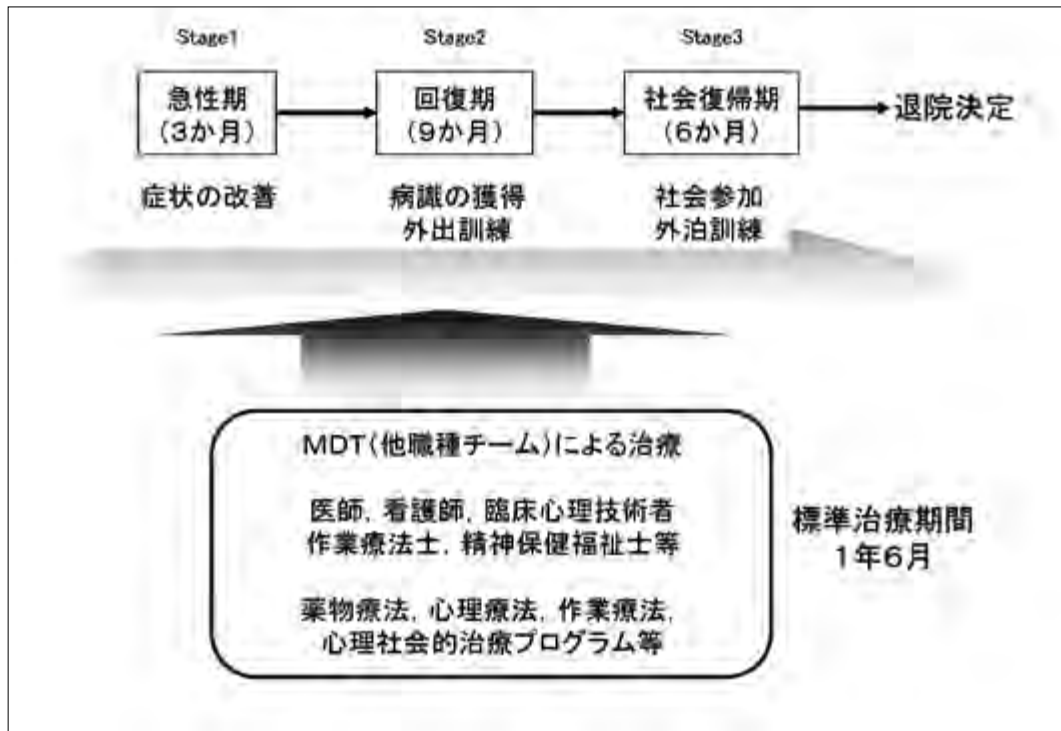 Stage1
Stage2
Stage3
急性期
(3か月)
回復期
(9か月)
社会復帰期
(6か月)
退院決定
症状の改善
病識の獲得
外出訓練
社会参加
外泊訓練
MDT(他職種チーム)による治療
医師, 看護師, 臨床心理技術者
作業療法士, 精神保健福祉士等
薬物療法, 心理療法, 作業療法,
心理社会的治療プログラム等
標準治療期間
1年6月